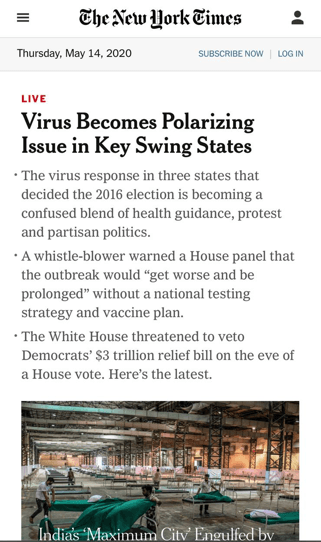 The New York Times
Thursday, May 14, 2020
SUBSCRIBE NOW | LOG IN
LIVE
Virus Becomes Polarizing
Issue in Key Swing States
• The virus response in three states that
decided the 2016 election is becoming a
confused blend of health guidance, protest
and partisan politics.
• A whistle-blower warned a House panel that
the outbreak would “get worse and be
prolonged” without a national testing
strategy and vaccine plan.
• The White House threatened to veto
Democrats’ $3 trillion relief bill on the eve of
a House vote. Here’s the latest.
India’s ‘Maximum City’ Engulfed by